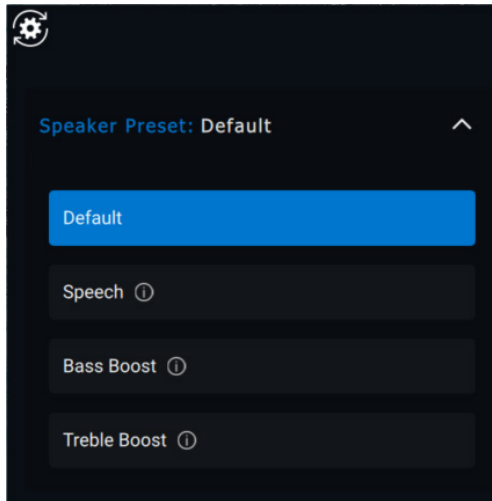 Speaker Preset: Default
Default
Speech
Bass Boost
Treble Boost